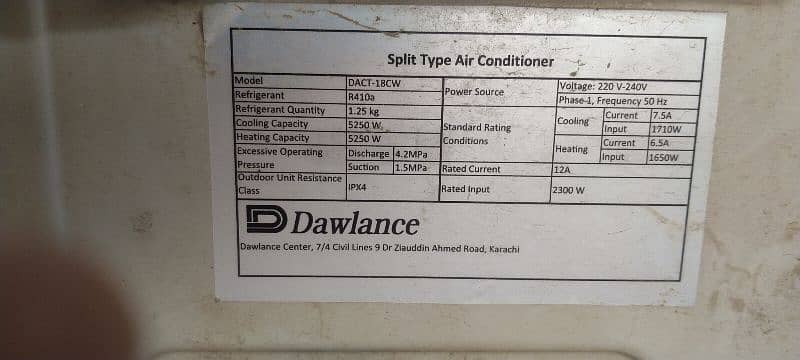 Split Type Air Conditioner
Model DACT-18CW
Refrigerant R410a
Refrigerant Quantity 1.25 kg
Cooling Capacity 5250 W
Heating Capacity 5250 W
Excessive Operating Pressure Discharge 4.2MPa
Suction 1.5MPa
Outdoor Unit Resistance Class IPX4
Power Source Voltage: 220 V-240V
Phase-1, Frequency 50 Hz
Standard Rating Conditions Cooling Current 7.5A
Input 1710W
Heating Current 6.5A
Input 1650W
Rated Current 12A
Rated Input 2300 W
Dawlance
Dawlance Center, 7/4 Civil Lines 9 Dr Ziauddin Ahmed Road, Karachi